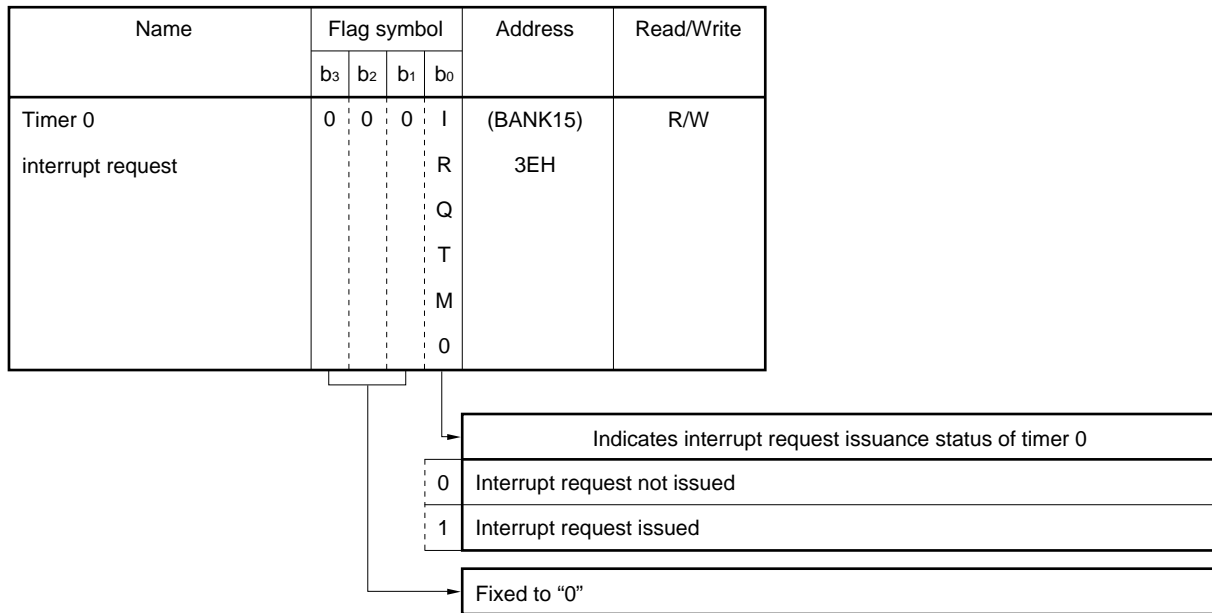 Name Flag symbol Address Read/Write
b3 b2 b1 b0
Timer 0 0 0 0 I (BANK15) R/W
interrupt request R 3EH
Q
T
M
0
Indicates interrupt request issuance status of timer 0
0 Interrupt request not issued
1 Interrupt request issued
Fixed to “0”